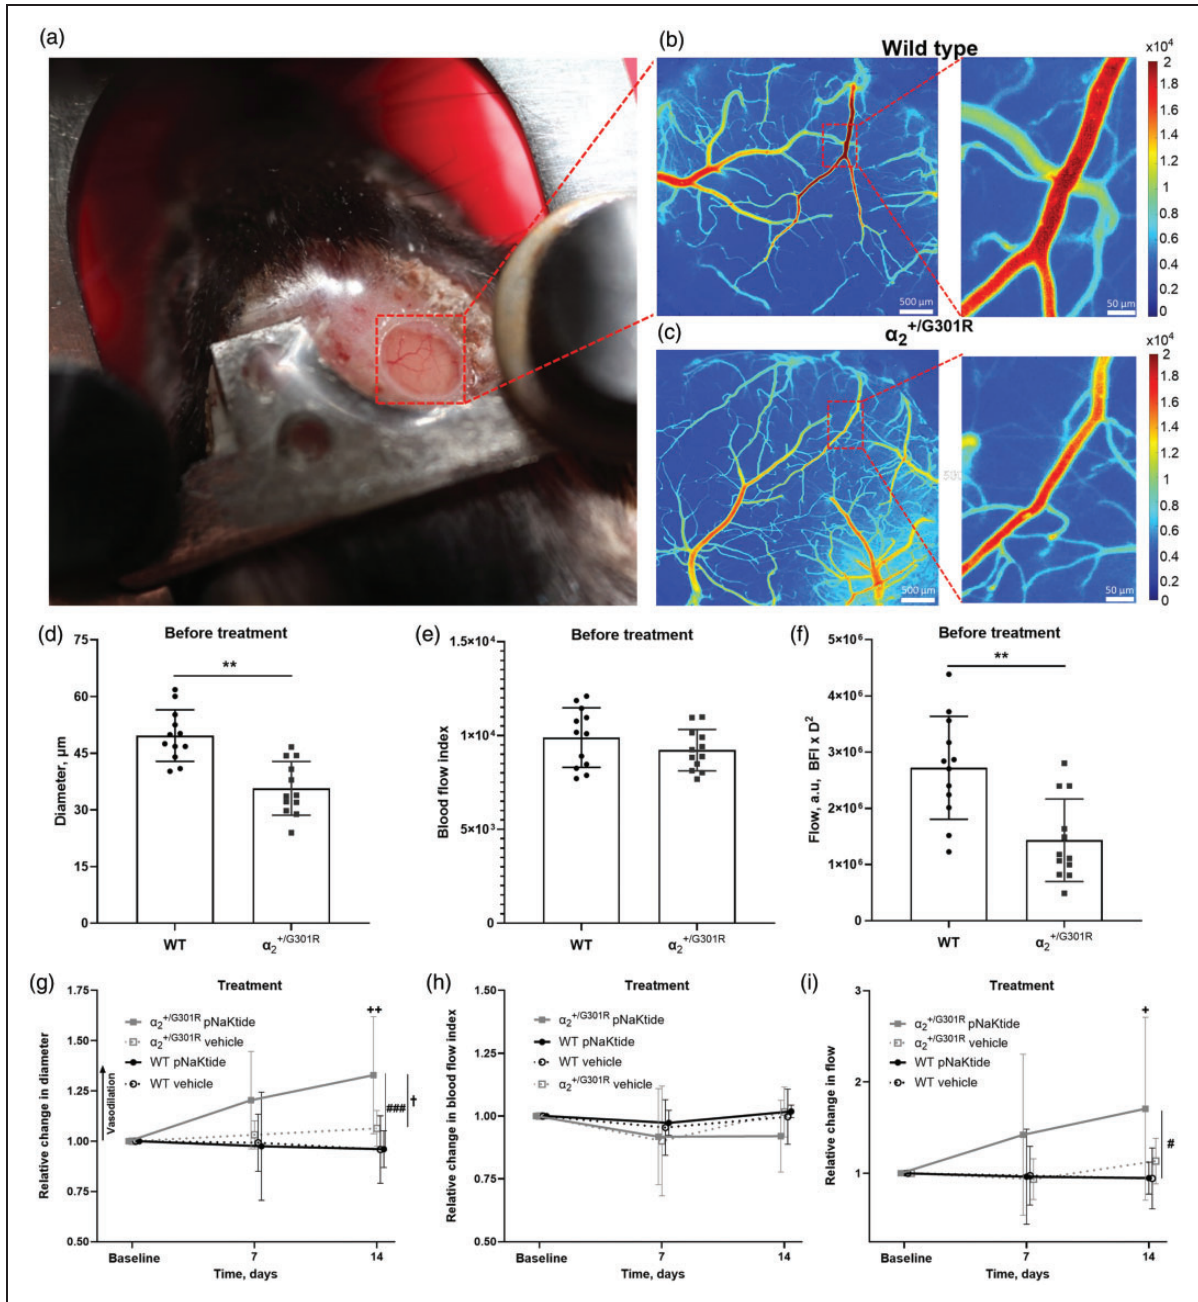 (a)
(b)
Wild type
x10⁴
2
1.8
1.6
1.4
1.2
1
0.8
0.6
0.4
0.2
0
500 µm
50 µm
(c)
α₂⁺/G301R
x10⁴
2
1.8
1.6
1.4
1.2
1
0.8
0.6
0.4
0.2
0
500 µm
50 µm
(d)
Before treatment
**
Diameter, µm
75
60
45
30
15
0
WT
α₂⁺/G301R
(e)
Before treatment
Blood flow index
1.5×10⁴
1×10⁴
5×10³
0
WT
α₂⁺/G301R
(f)
Before treatment
**
Flow, a.u, BFI x D²
5×10⁶
4×10⁶
3×10⁶
2×10⁶
1×10⁶
0
WT
α₂⁺/G301R
(g)
Treatment
Relative change in diameter
Vasodilation
1.75
1.50
1.25
1.00
0.75
0.50
α₂⁺/G301R pNaKtide
α₂⁺/G301R vehicle
WT pNaKtide
WT vehicle
++
###
†
Baseline
7
14
Time, days
(h)
Treatment
Relative change in blood flow index
1.50
1.25
1.00
0.75
0.50
α₂⁺/G301R pNaKtide
WT pNaKtide
WT vehicle
α₂⁺/G301R vehicle
Baseline
7
14
Time, days
(i)
Treatment
Relative change in flow
3
2
1
α₂⁺/G301R pNaKtide
α₂⁺/G301R vehicle
WT pNaKtide
WT vehicle
+
#
Baseline
7
14
Time, days